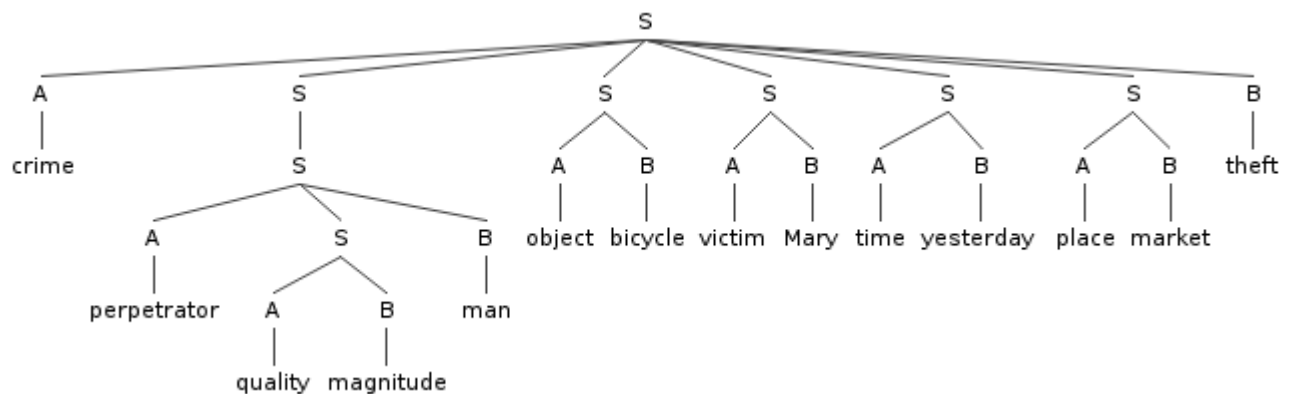 S
A S S S S S B
crime S A B A B A B A B theft
A S B object bicycle victim Mary time yesterday place market
perpetrator A B man
quality magnitude